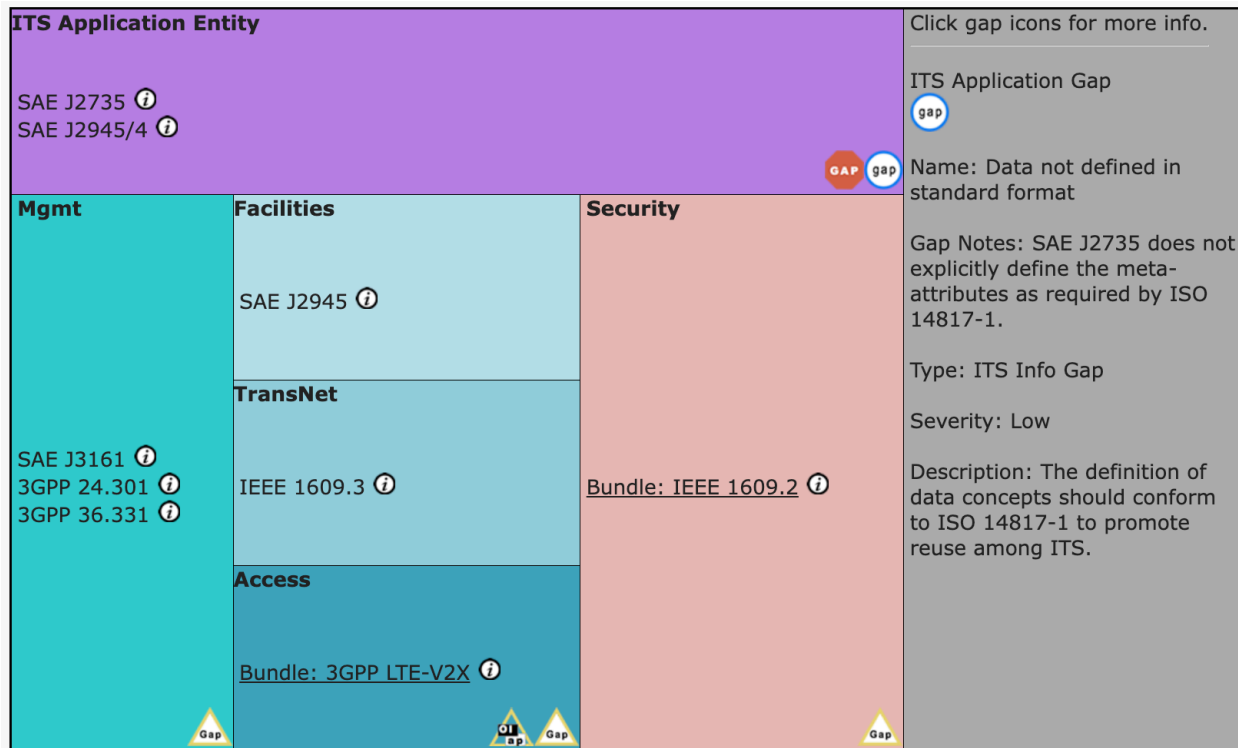 ITS Application Entity
SAE J2735 i
SAE J2945/4 i
GAP gap
Mgmt
SAE J3161 i
3GPP 24.301 i
3GPP 36.331 i
Gap
Facilities
SAE J2945 i
TransNet
IEEE 1609.3 i
Access
Bundle: 3GPP LTE-V2X i
OI ap Gap
Security
Bundle: IEEE 1609.2 i
Gap
Click gap icons for more info.
ITS Application Gap
gap
Name: Data not defined in
standard format
Gap Notes: SAE J2735 does not
explicitly define the meta-
attributes as required by ISO
14817-1.
Type: ITS Info Gap
Severity: Low
Description: The definition of
data concepts should conform
to ISO 14817-1 to promote
reuse among ITS.